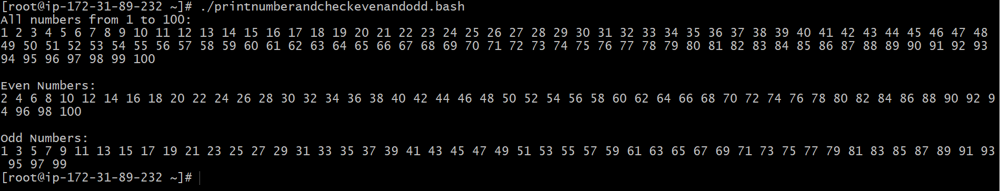 [root@ip-172-31-89-232 ~]# ./printnumberandcheckevenandodd.bash
All numbers from 1 to 100:
1 2 3 4 5 6 7 8 9 10 11 12 13 14 15 16 17 18 19 20 21 22 23 24 25 26 27 28 29 30 31 32 33 34 35 36 37 38 39 40 41 42 43 44 45 46 47 48
49 50 51 52 53 54 55 56 57 58 59 60 61 62 63 64 65 66 67 68 69 70 71 72 73 74 75 76 77 78 79 80 81 82 83 84 85 86 87 88 89 90 91 92 93
94 95 96 97 98 99 100
Even Numbers:
2 4 6 8 10 12 14 16 18 20 22 24 26 28 30 32 34 36 38 40 42 44 46 48 50 52 54 56 58 60 62 64 66 68 70 72 74 76 78 80 82 84 86 88 90 92 9
4 96 98 100
Odd Numbers:
1 3 5 7 9 11 13 15 17 19 21 23 25 27 29 31 33 35 37 39 41 43 45 47 49 51 53 55 57 59 61 63 65 67 69 71 73 75 77 79 81 83 85 87 89 91 93
 95 97 99
[root@ip-172-31-89-232 ~]#